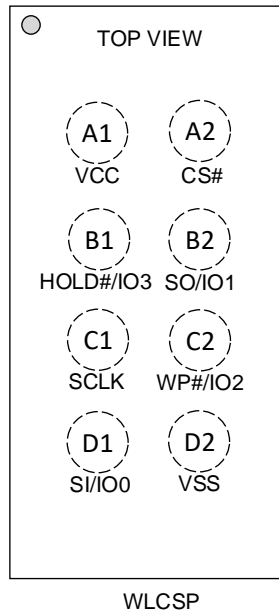 TOP VIEW
A1 A2
VCC CS#
B1 B2
HOLD#/IO3 SO/IO1
C1 C2
SCLK WP#/IO2
D1 D2
SI/IO0 VSS
WLCSP